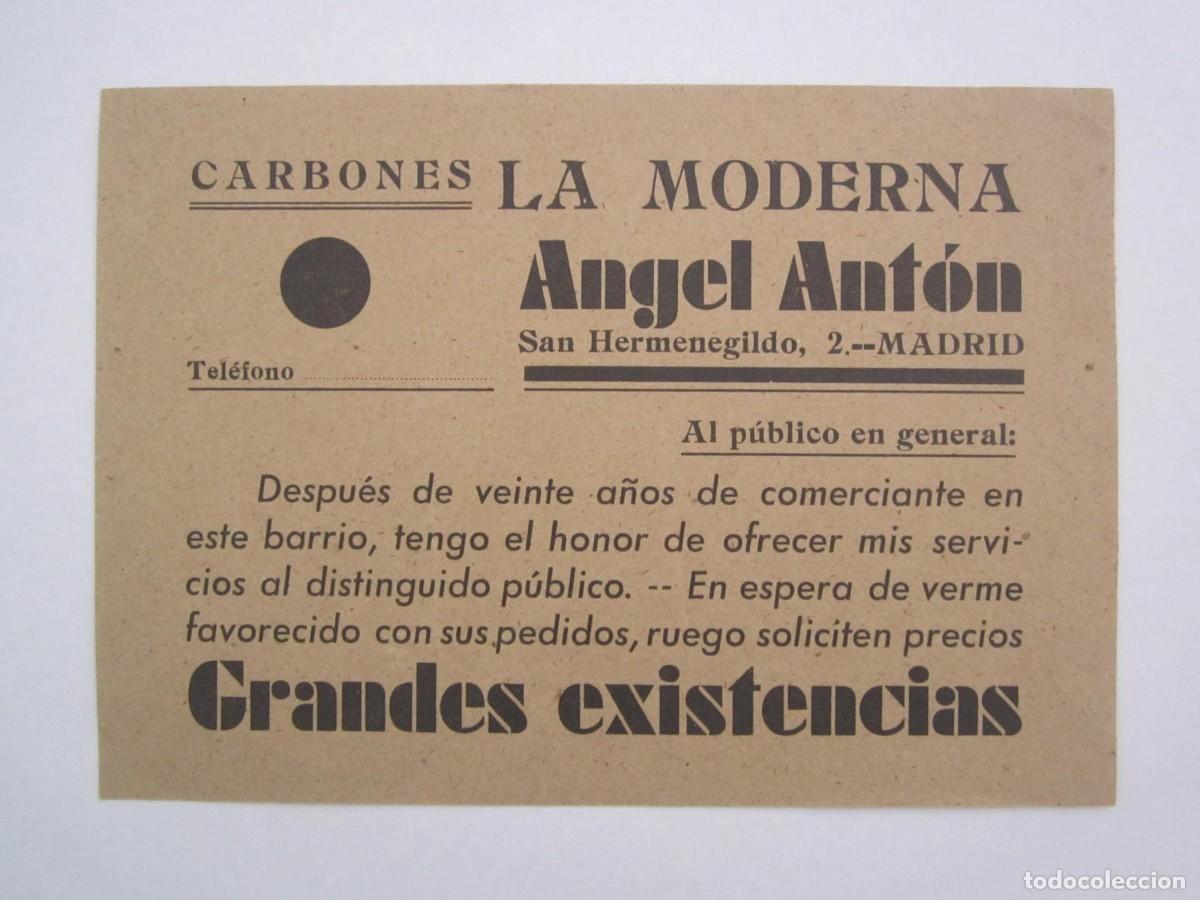 CARBONES LA MODERNA
Angel Antón
San Hermenegildo, 2.--MADRID
Teléfono
Al público en general:
Después de veinte años de comerciante en
este barrio, tengo el honor de ofrecer mis servi-
cios al distinguido público. -- En espera de verme
favorecido con sus pedidos, ruego soliciten precios
Grandes existencias
todocoleccion